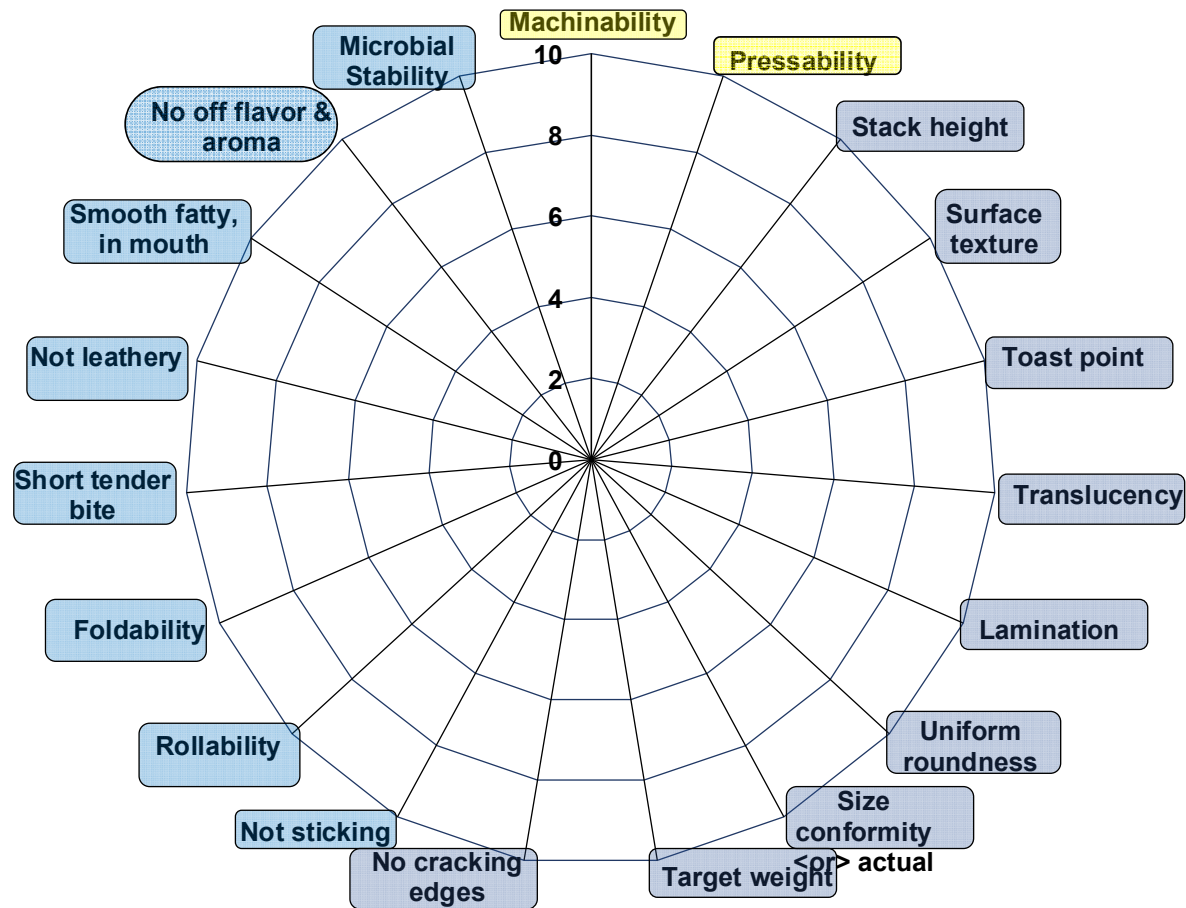 Machinability
Pressability
Stack height
Surface
texture
Toast point
Translucency
Lamination
Uniform
roundness
Size
conformity
<or> actual
Target weight
No cracking
edges
Not sticking
Rollability
Foldability
Short tender
bite
Not leathery
Smooth fatty,
in mouth
No off flavor &
aroma
Microbial
Stability
10
8
6
4
2
0